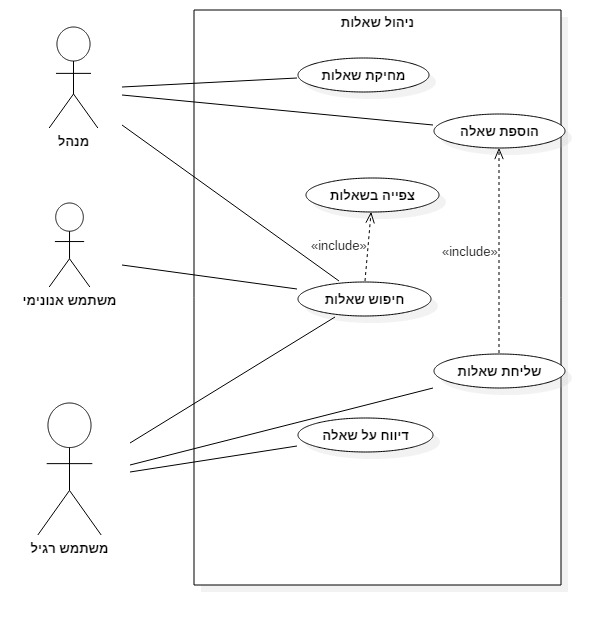 ניהול שאלות
מחיקת שאלות
הוספת שאלה
מנהל
צפייה בשאלות
«include»
«include»
משתמש אנונימי
חיפוש שאלות
שליחת שאלות
דיווח על שאלה
משתמש רגיל